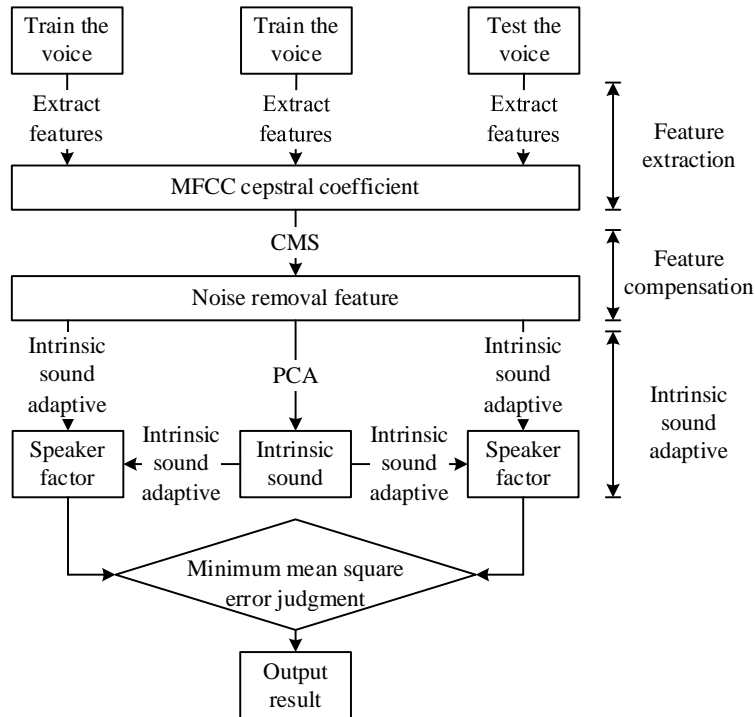 Train the
voice
Train the
voice
Test the
voice
Extract
features
Extract
features
Extract
features
Feature
extraction
MFCC cepstral coefficient
CMS
Feature
compensation
Noise removal feature
Intrinsic
sound
adaptive
PCA
Intrinsic
sound
adaptive
Intrinsic
sound
adaptive
Speaker
factor
Intrinsic
sound
adaptive
Intrinsic
sound
Intrinsic
sound
adaptive
Speaker
factor
Minimum mean square
error judgment
Output
result